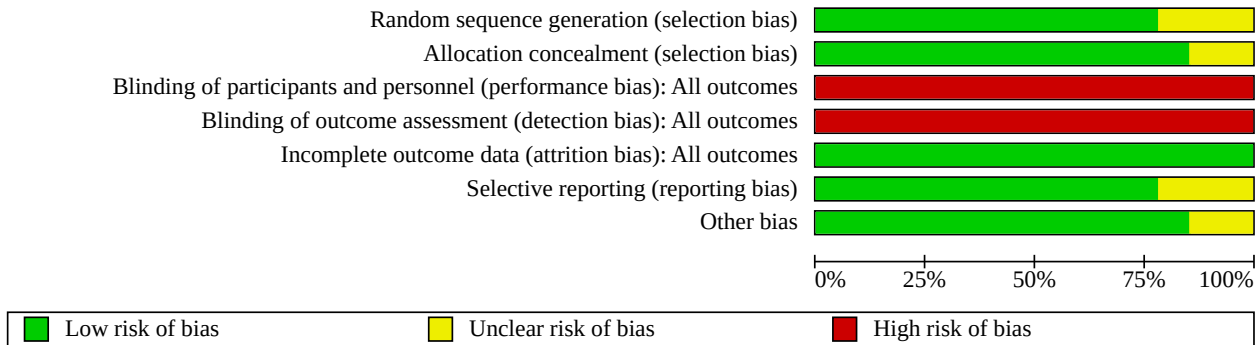 Random sequence generation (selection bias)
Allocation concealment (selection bias)
Blinding of participants and personnel (performance bias): All outcomes
Blinding of outcome assessment (detection bias): All outcomes
Incomplete outcome data (attrition bias): All outcomes
Selective reporting (reporting bias)
Other bias
0% 25% 50% 75% 100%
Low risk of bias Unclear risk of bias High risk of bias